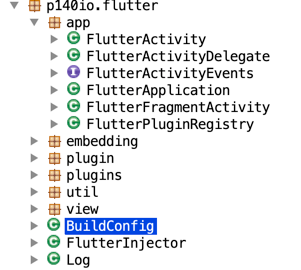 p140io.flutter
app
FlutterActivity
FlutterActivityDelegate
FlutterActivityEvents
FlutterApplication
FlutterFragmentActivity
FlutterPluginRegistry
embedding
plugin
plugins
util
view
BuildConfig
FlutterInjector
Log